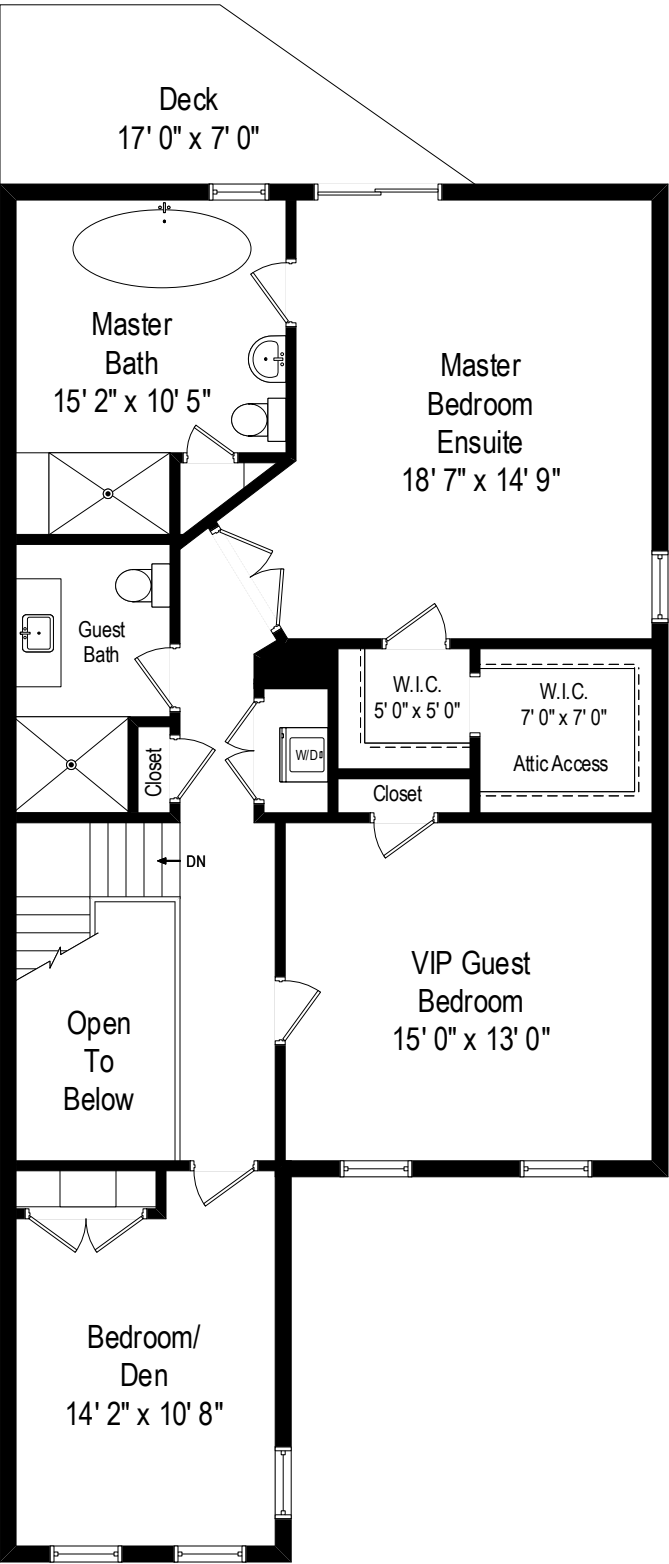 Deck
17' 0" x 7' 0"
Master
Bath
15' 2" x 10' 5"
Master
Bedroom
Ensuite
18' 7" x 14' 9"
Guest
Bath
W.I.C.
5' 0" x 5' 0"
W.I.C.
7' 0" x 7' 0"
Attic Access
W/D
Closet
Closet
DN
VIP Guest
Bedroom
15' 0" x 13' 0"
Open
To
Below
Bedroom/
Den
14' 2" x 10' 8"